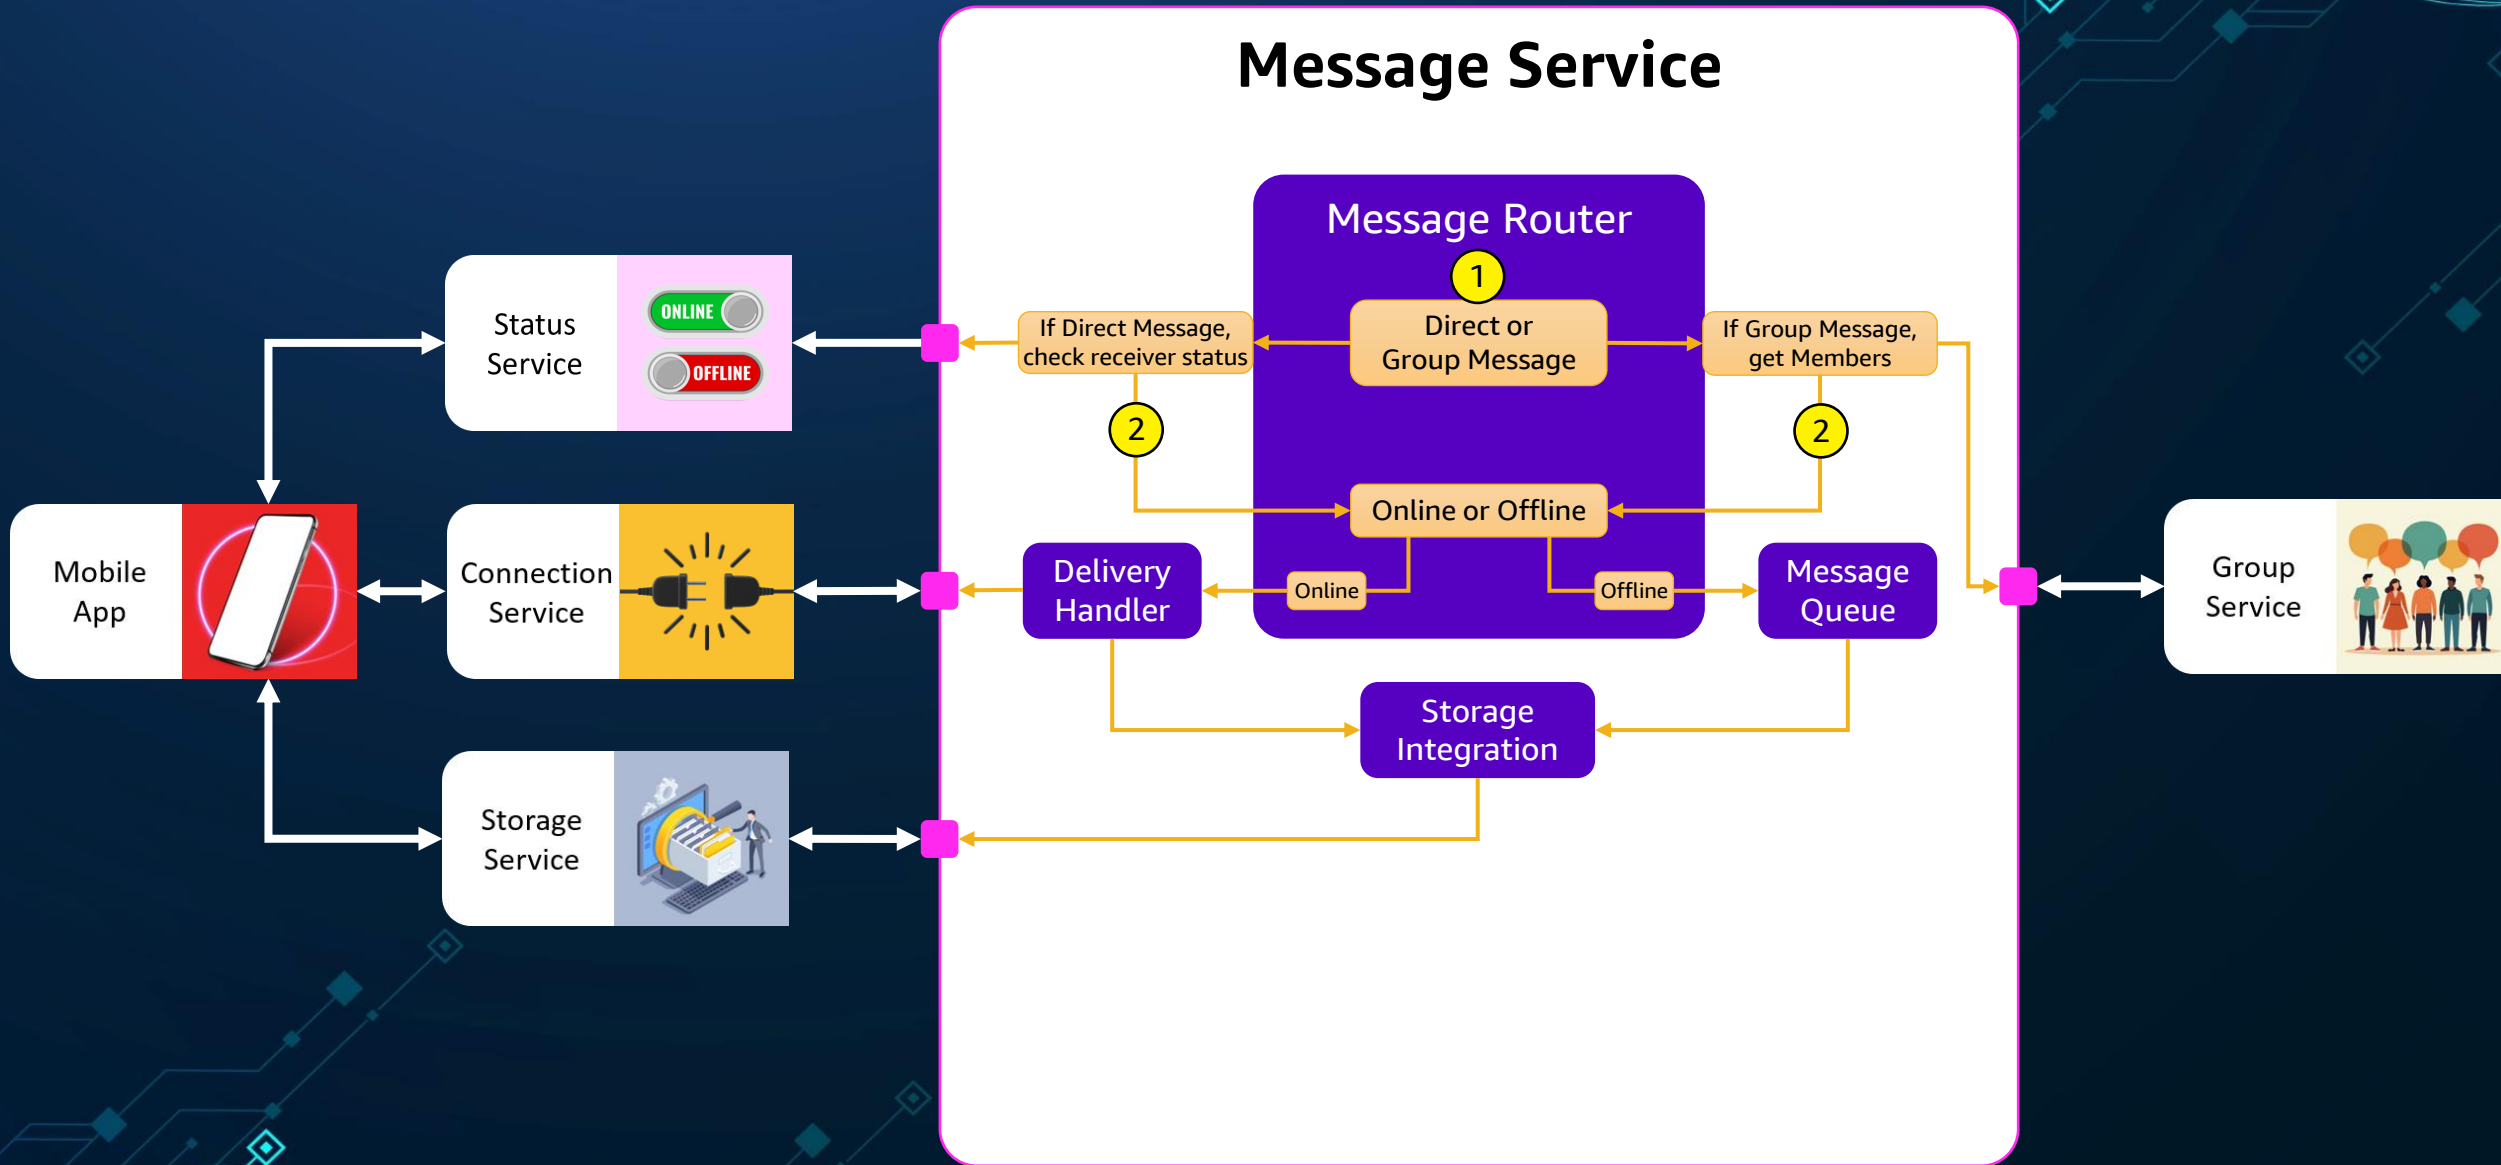 Message Service
Message Router
1
Direct or
Group Message
If Direct Message,
check receiver status
If Group Message,
get Members
2
2
Online or Offline
Online
Offline
Delivery
Handler
Message
Queue
Storage
Integration
Status
Service
ONLINE
OFFLINE
Mobile
App
Connection
Service
Storage
Service
Group
Service